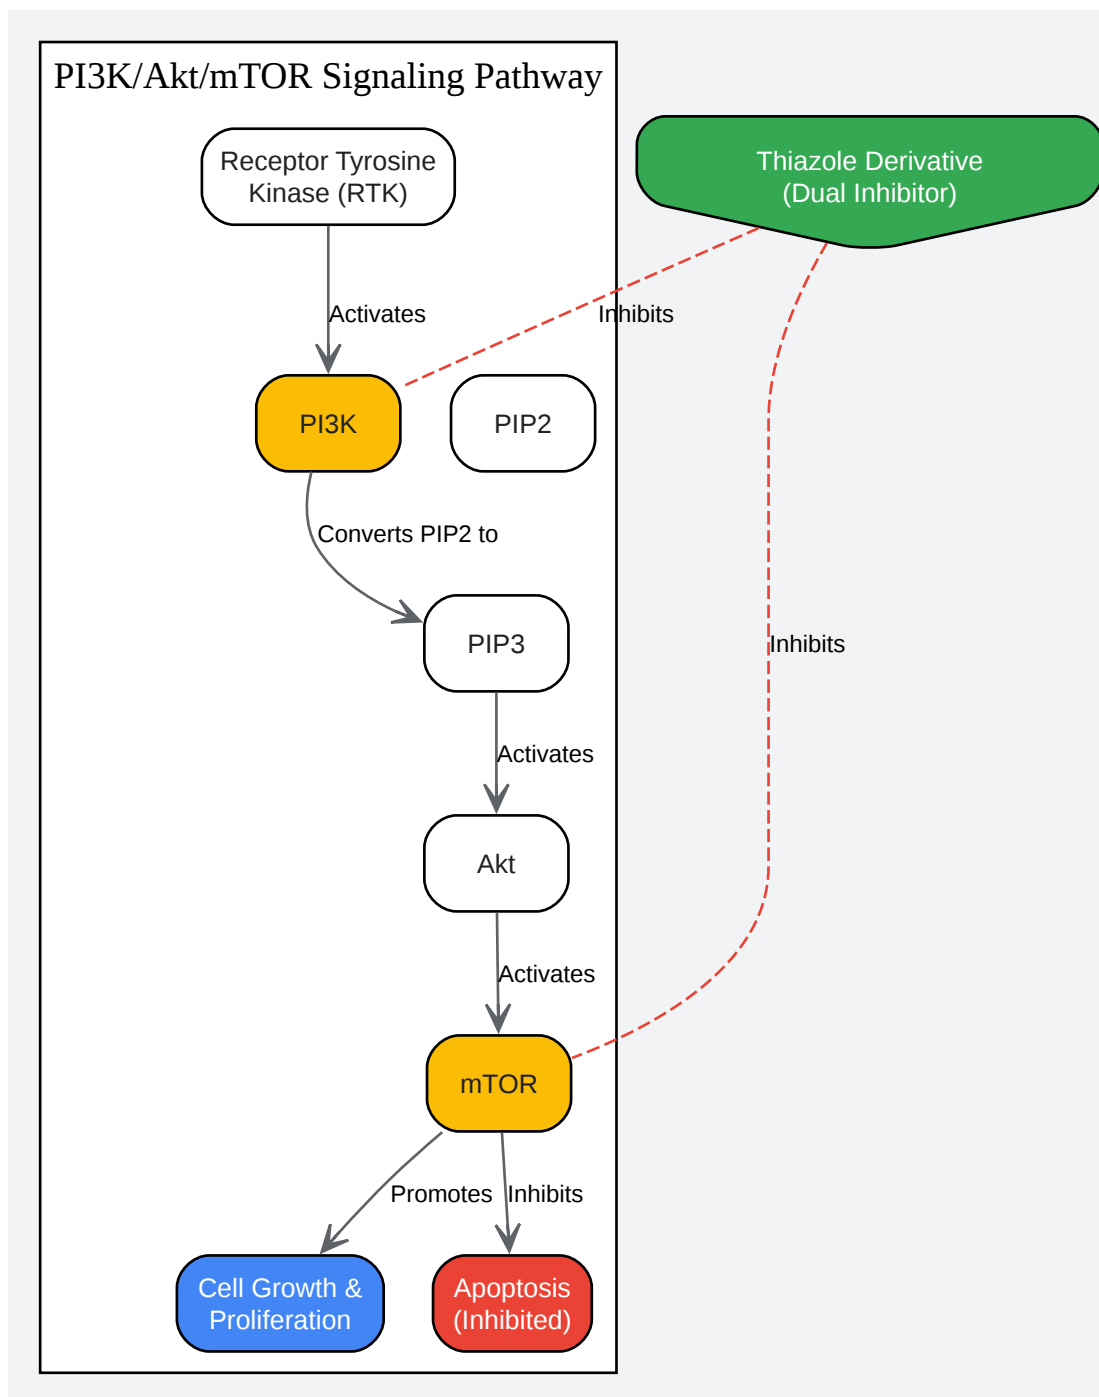 PI3K/Akt/mTOR Signaling Pathway
Receptor Tyrosine
Kinase (RTK)
Thiazole Derivative
(Dual Inhibitor)
Activates
Inhibits
PI3K
PIP2
Converts PIP2 to
PIP3
Inhibits
Activates
Akt
Activates
mTOR
Promotes
Inhibits
Cell Growth &
Proliferation
Apoptosis
(Inhibited)